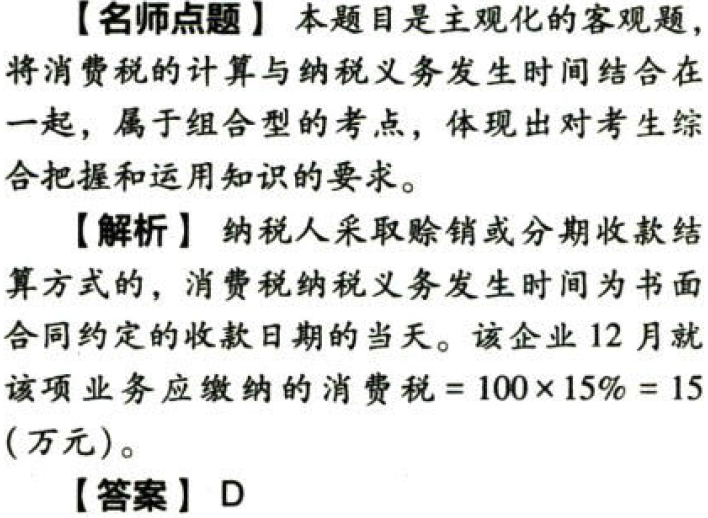 【名师点题】 本题目是主观化的客观题，
将消费税的计算与纳税义务发生时间结合在
一起，属于组合型的考点，体现出对考生综
合把握和运用知识的要求。
【解析】 纳税人采取赊销或分期收款结
算方式的，消费税纳税义务发生时间为书面
合同约定的收款日期的当天。该企业 12 月就
该项业务应缴纳的消费税 = 100 × 15% = 15
(万元)。
【答案】 D